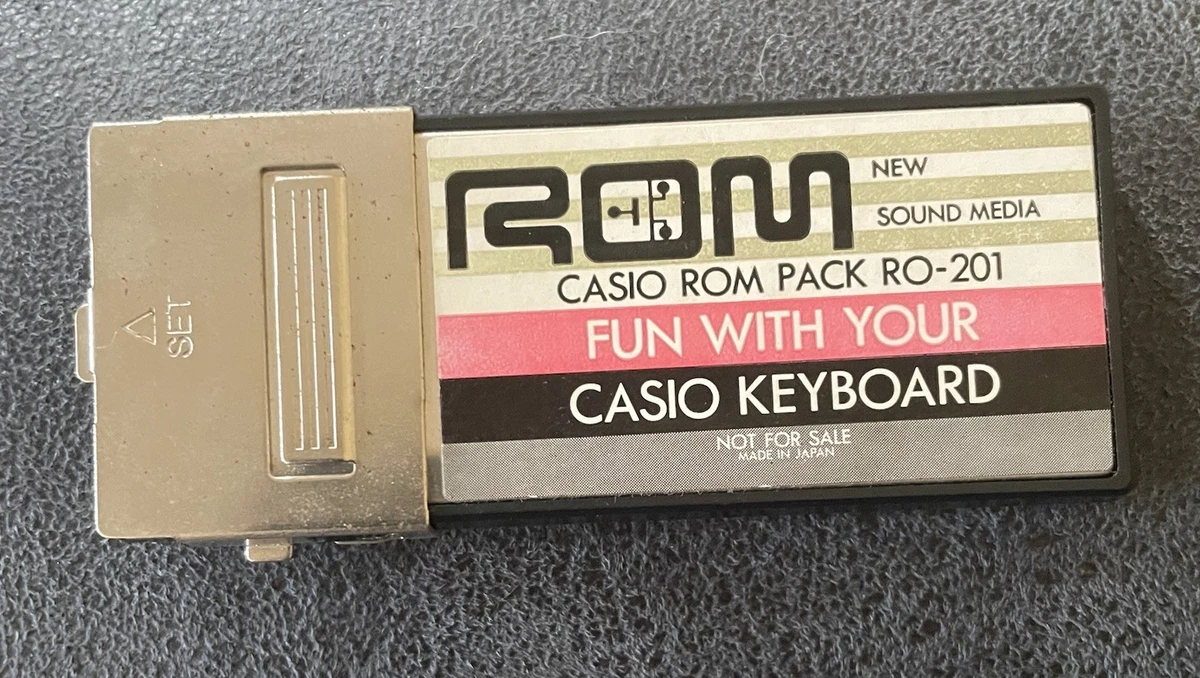 SET
ROM
NEW
SOUND MEDIA
CASIO ROM PACK RO-201
FUN WITH YOUR
CASIO KEYBOARD
NOT FOR SALE
MADE IN JAPAN